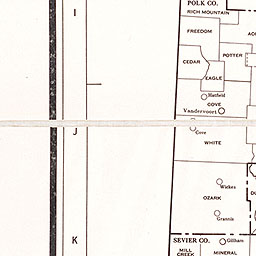 POLK CO.
I
RICH MOUNTAIN
FREEDOM
POTTER
CEDAR
EAGLE
Hatfield
COVE
Vandervoort
J
Cove
WHITE
Wickes
OZARK
Grannis
K
SEVIER CO.
Gillham
MILL CREEK
MINERAL